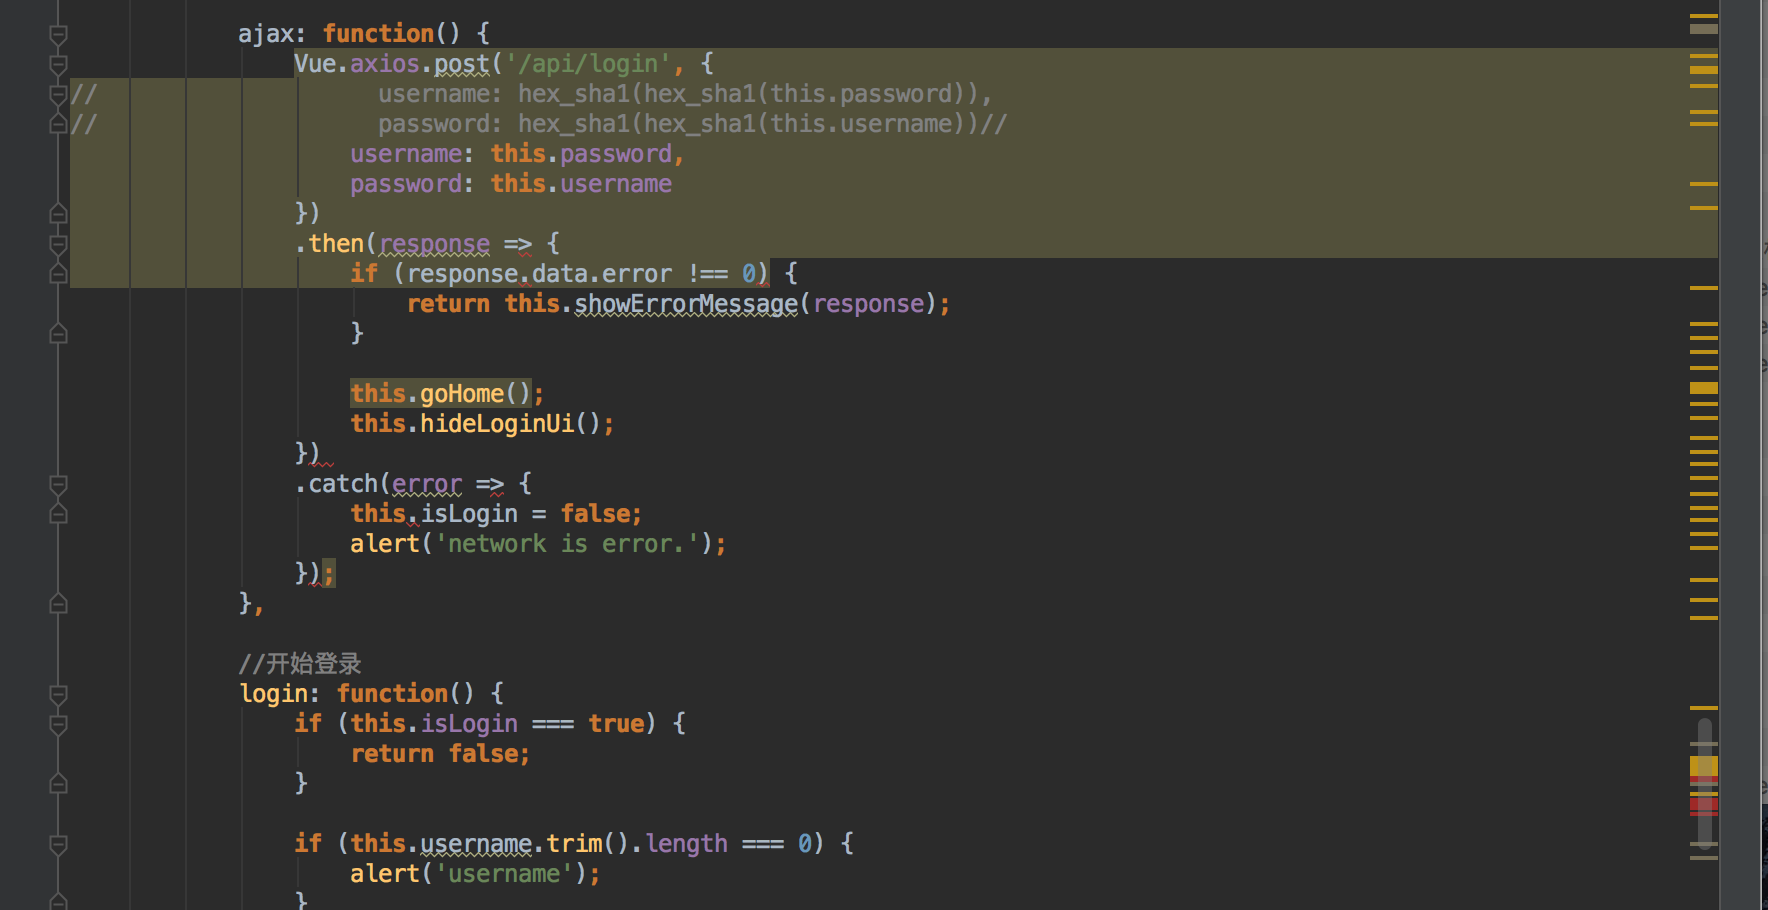 ajax: function() {
Vue.axios.post('/api/login', {
// username: hex_sha1(hex_sha1(this.password)),
// password: hex_sha1(hex_sha1(this.username))//
username: this.password,
password: this.username
})
.then(response => {
if (response.data.error !== 0) {
return this.showErrorMessage(response);
}
this.goHome();
this.hideLoginUi();
})
.catch(error => {
this.isLogin = false;
alert('network is error.');
});
},
//开始登录
login: function() {
if (this.isLogin === true) {
return false;
}
if (this.username.trim().length === 0) {
alert('username');
}